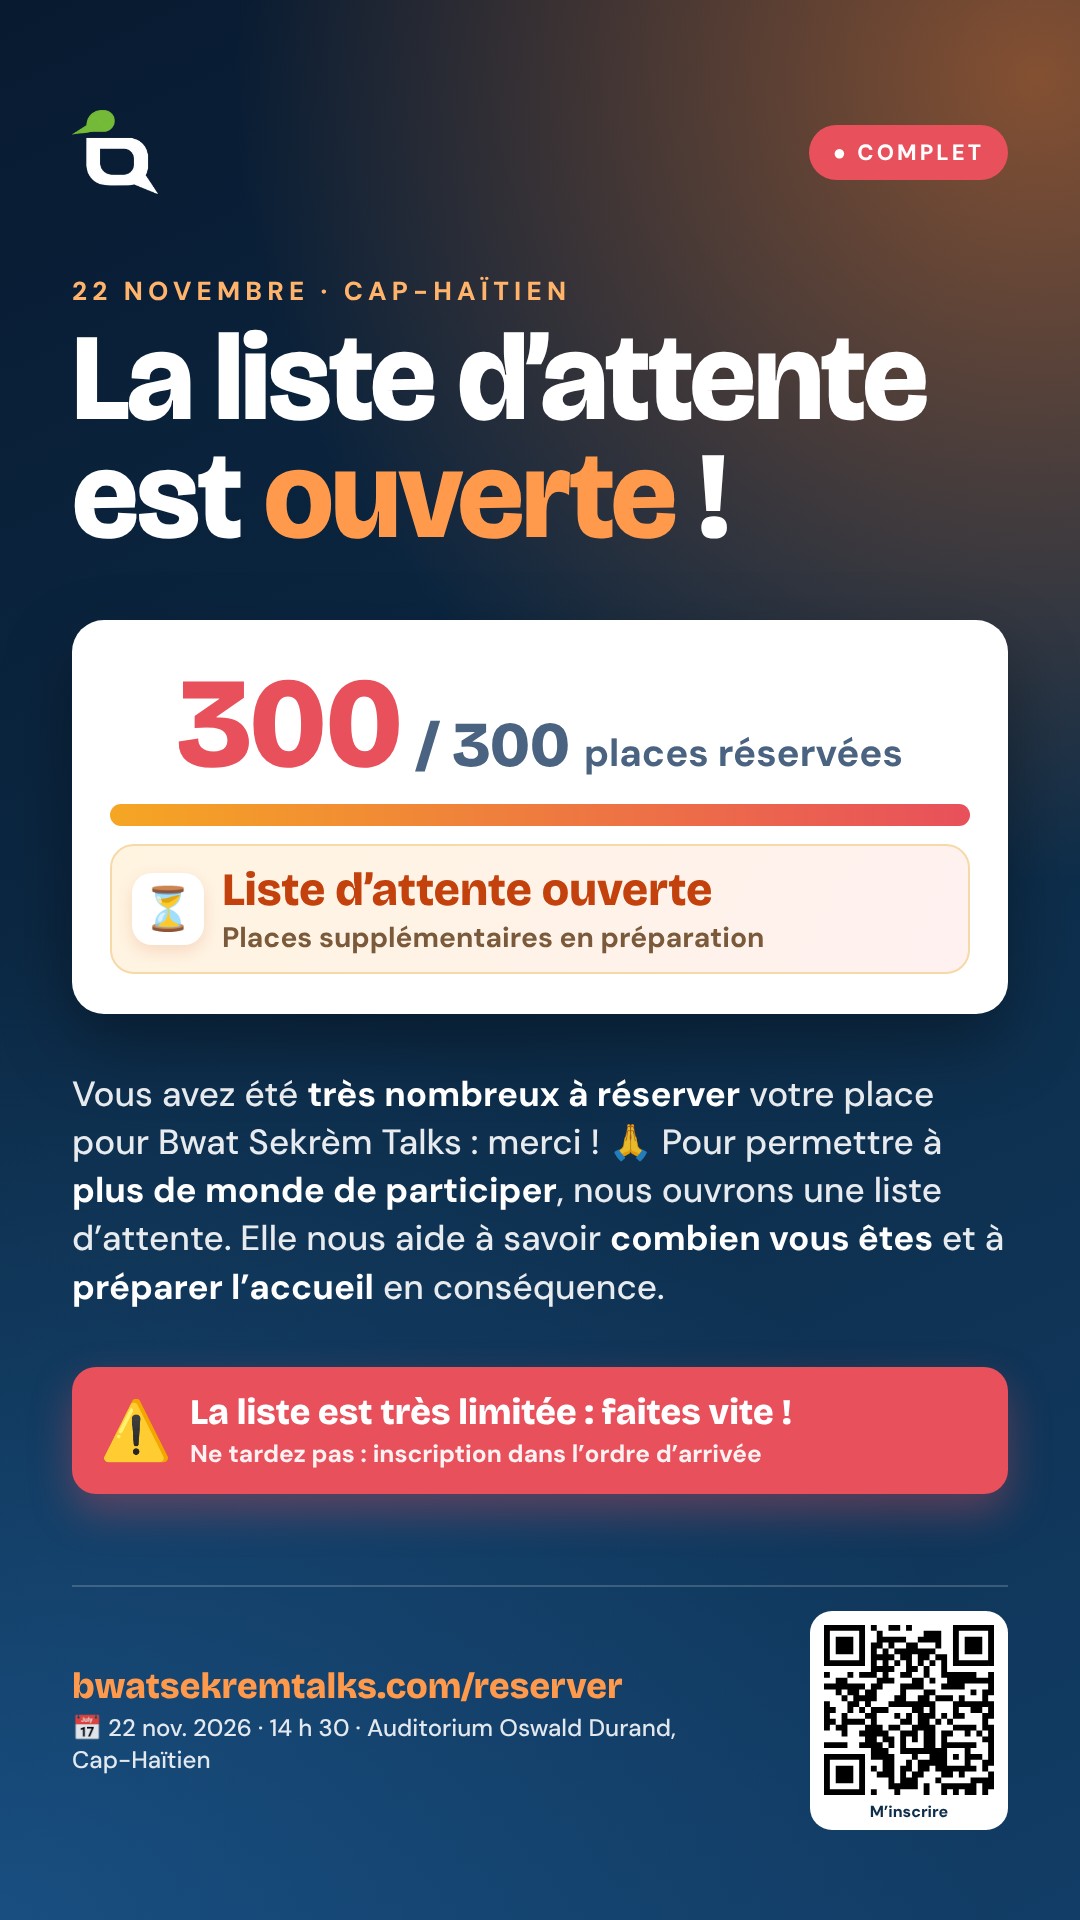 • COMPLET
22 NOVEMBRE · CAP-HAÏTIEN
La liste d’attente
est ouverte !
300 / 300 places réservées
⏳ Liste d’attente ouverte
Places supplémentaires en préparation
Vous avez été très nombreux à réserver votre place
pour Bwat Sekrèm Talks : merci ! 🙏 Pour permettre à
plus de monde de participer, nous ouvrons une liste
d’attente. Elle nous aide à savoir combien vous êtes et à
préparer l’accueil en conséquence.
⚠️ La liste est très limitée : faites vite !
Ne tardez pas : inscription dans l’ordre d’arrivée
bwatsekremtalks.com/reserver
📅 22 nov. 2026 · 14 h 30 · Auditorium Oswald Durand,
Cap-Haïtien
M’inscrire